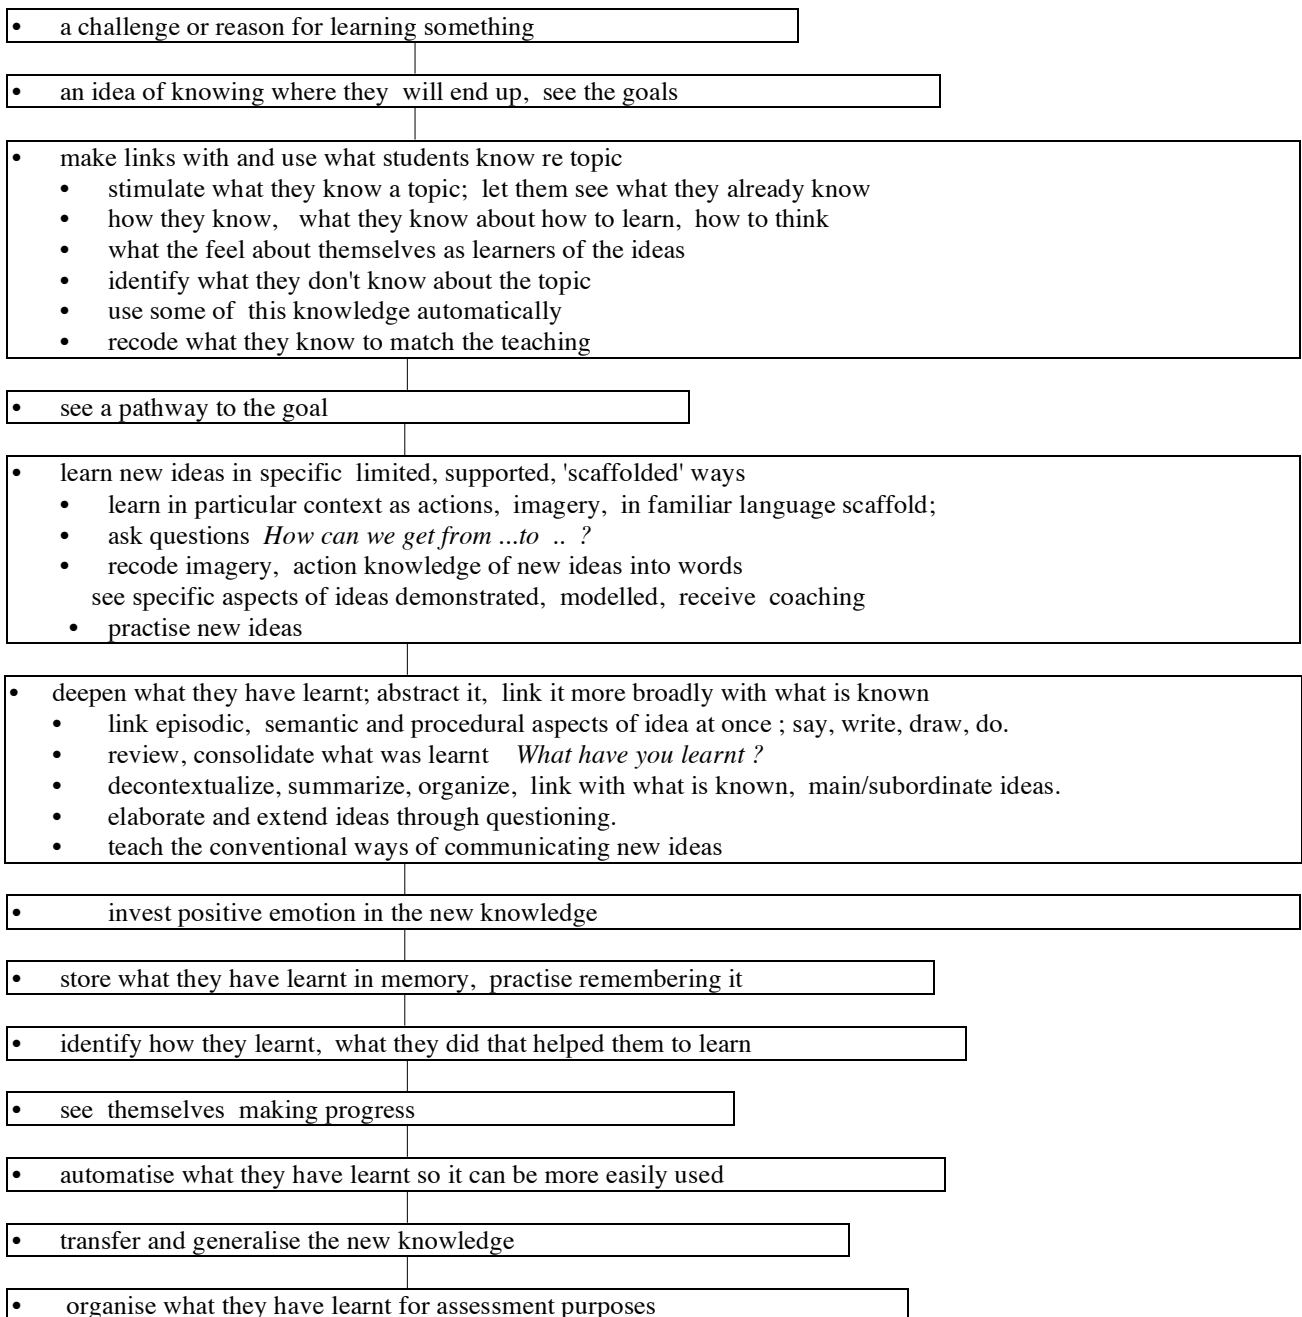 • a challenge or reason for learning something
• an idea of knowing where they will end up, see the goals
• make links with and use what students know re topic
• stimulate what they know a topic; let them see what they already know
• how they know, what they know about how to learn, how to think
• what the feel about themselves as learners of the ideas
• identify what they don't know about the topic
• use some of this knowledge automatically
• recode what they know to match the teaching
• see a pathway to the goal
• learn new ideas in specific limited, supported, 'scaffolded' ways
• learn in particular context as actions, imagery, in familiar language scaffold;
• ask questions How can we get from ...to .. ?
• recode imagery, action knowledge of new ideas into words
see specific aspects of ideas demonstrated, modelled, receive coaching
• practise new ideas
• deepen what they have learnt; abstract it, link it more broadly with what is known
• link episodic, semantic and procedural aspects of idea at once ; say, write, draw, do.
• review, consolidate what was learnt What have you learnt ?
• decontextualize, summarize, organize, link with what is known, main/subordinate ideas.
• elaborate and extend ideas through questioning.
• teach the conventional ways of communicating new ideas
• invest positive emotion in the new knowledge
• store what they have learnt in memory, practise remembering it
• identify how they learnt, what they did that helped them to learn
• see themselves making progress
• automatise what they have learnt so it can be more easily used
• transfer and generalise the new knowledge
• organise what they have learnt for assessment purposes